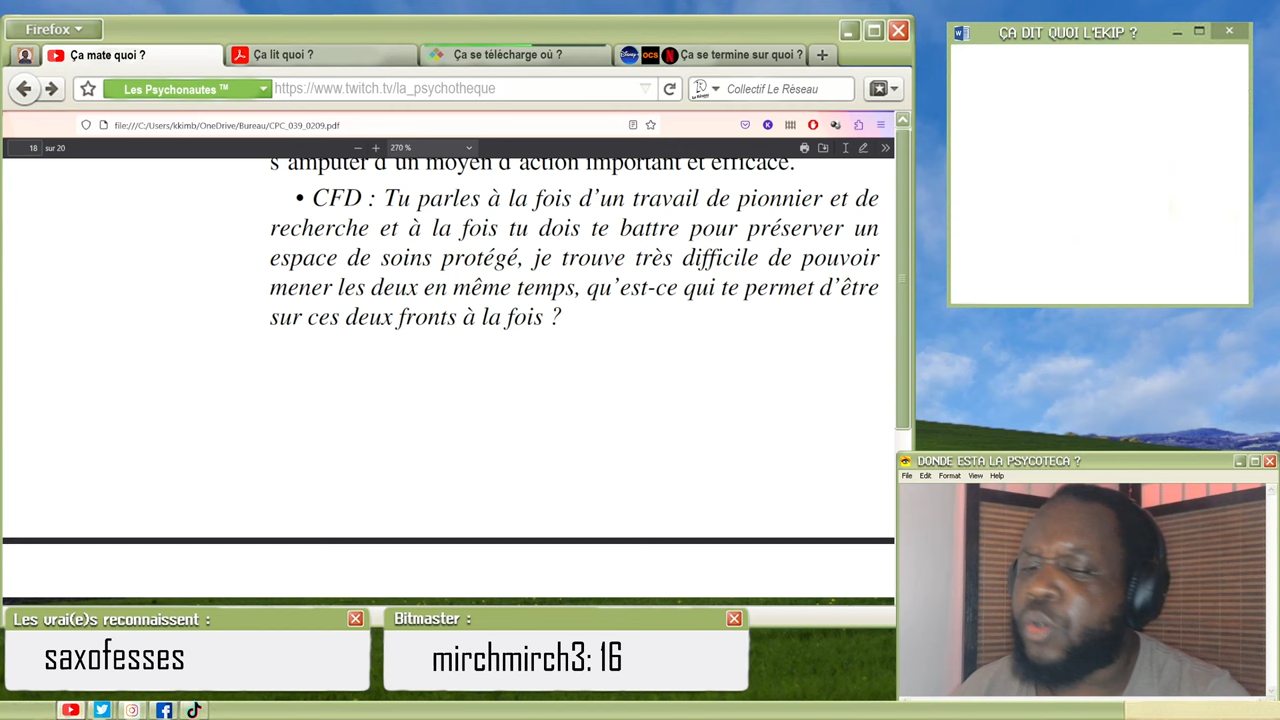 Firefox
ÇA DIT QUOI L'EKIP ?
Ça mate quoi ?
Ça lit quoi ?
Ça se télécharge où ?
Disney+
OCS
Ça se termine sur quoi ?
Les Psychonautes™
https://www.twitch.tv/la_psychotheque
Collectif Le Réseau
file:///C:/Users/kkimb/OneDrive/Bureau/CPC_039_0209.pdf
18 sur 20
270 %
s'amputer d'un moyen d'action important et efficace.
• CFD : Tu parles à la fois d'un travail de pionnier et de
recherche et à la fois tu dois te battre pour préserver un
espace de soins protégé, je trouve très difficile de pouvoir
mener les deux en même temps, qu'est-ce qui te permet d'être
sur ces deux fronts à la fois ?
DONDE ESTA LA PSYCOTECA ?
File Edit Format View Help
Les vrai(e)s reconnaissent :
saxofesses
Bitmaster :
mirchmirch3: 16